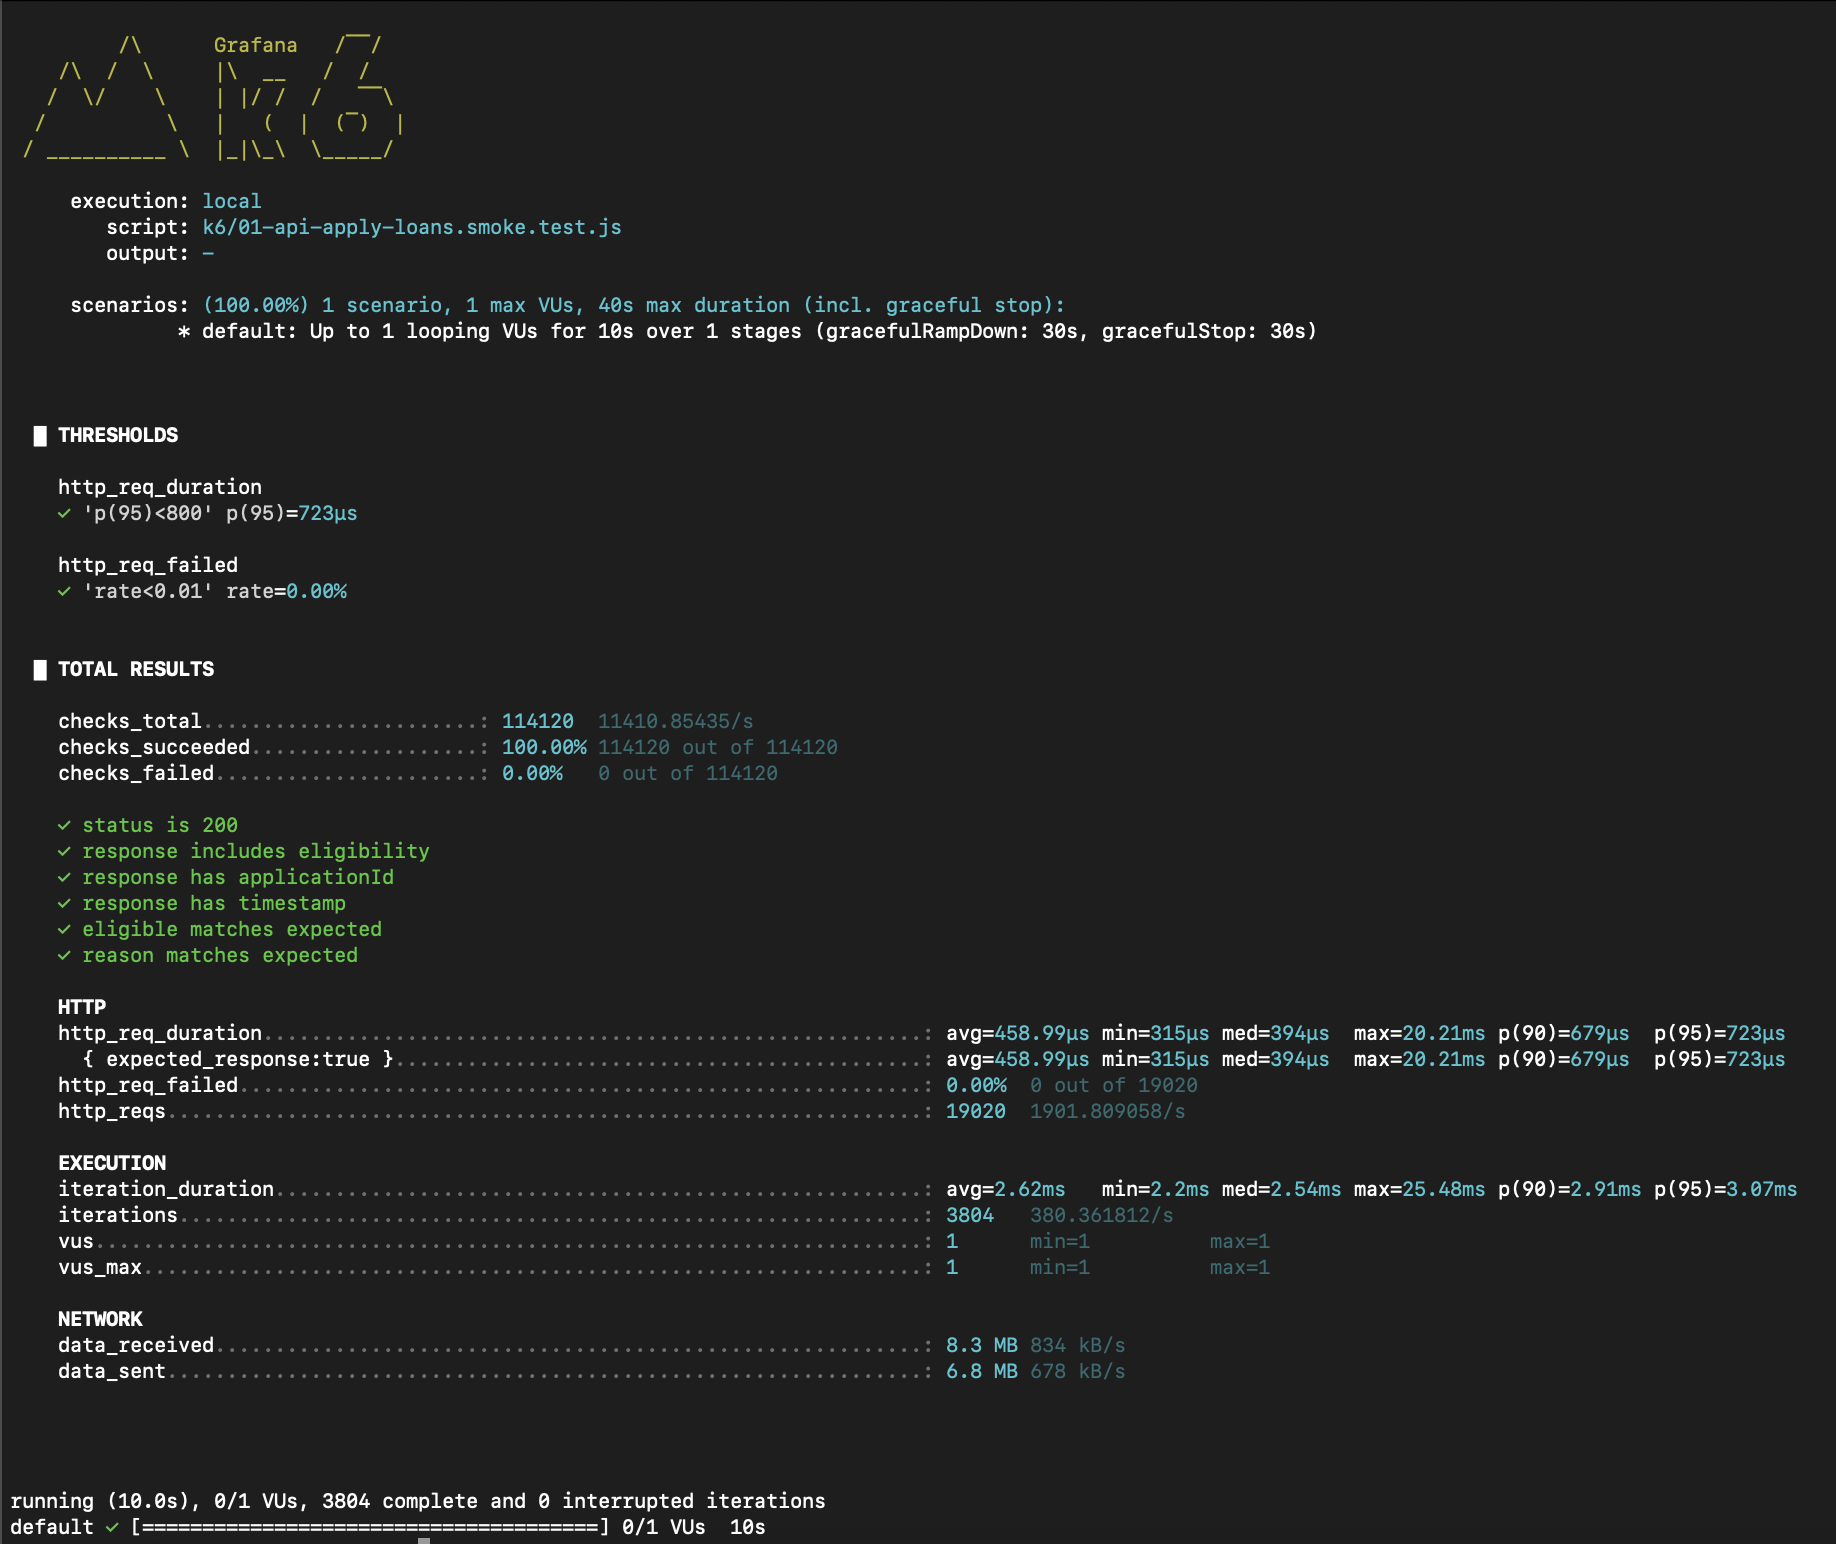 /\      Grafana   /‾‾/
    /\  /  \     |\  __   /  /
   /  \/    \    | |/ /  /   ‾‾\
  /          \   |   (  |  (‾)  |
 / __________ \  |_|\_\  \_____/
execution: local
script: k6/01-api-apply-loans.smoke.test.js
output: -
scenarios: (100.00%) 1 scenario, 1 max VUs, 40s max duration (incl. graceful stop):
* default: Up to 1 looping VUs for 10s over 1 stages (gracefulRampDown: 30s, gracefulStop: 30s)
█ THRESHOLDS
http_req_duration
✓ 'p(95)<800' p(95)=723µs
http_req_failed
✓ 'rate<0.01' rate=0.00%
█ TOTAL RESULTS
checks_total.......................: 114120  11410.85435/s
checks_succeeded...................: 100.00% 114120 out of 114120
checks_failed......................: 0.00%   0 out of 114120
✓ status is 200
✓ response includes eligibility
✓ response has applicationId
✓ response has timestamp
✓ eligible matches expected
✓ reason matches expected
HTTP
http_req_duration.......................................................: avg=458.99µs min=315µs med=394µs  max=20.21ms p(90)=679µs  p(95)=723µs
{ expected_response:true }............................................: avg=458.99µs min=315µs med=394µs  max=20.21ms p(90)=679µs  p(95)=723µs
http_req_failed.........................................................: 0.00%  0 out of 19020
http_reqs...............................................................: 19020  1901.809058/s
EXECUTION
iteration_duration......................................................: avg=2.62ms   min=2.2ms med=2.54ms max=25.48ms p(90)=2.91ms p(95)=3.07ms
iterations..............................................................: 3804   380.361812/s
vus.....................................................................: 1      min=1          max=1
vus_max.................................................................: 1      min=1          max=1
NETWORK
data_received...........................................................: 8.3 MB 834 kB/s
data_sent...............................................................: 6.8 MB 678 kB/s
running (10.0s), 0/1 VUs, 3804 complete and 0 interrupted iterations
default ✓ [======================================] 0/1 VUs  10s